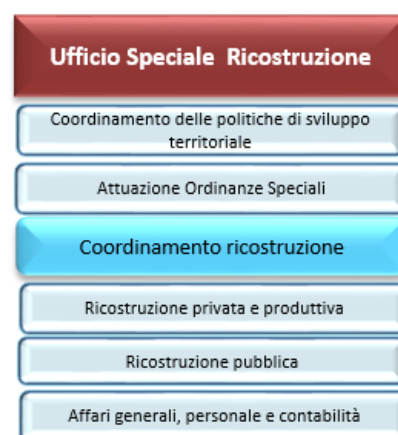 Ufficio Speciale Ricostruzione
Coordinamento delle politiche di sviluppo
territoriale
Attuazione Ordinanze Speciali
Coordinamento ricostruzione
Ricostruzione privata e produttiva
Ricostruzione pubblica
Affari generali, personale e contabilità